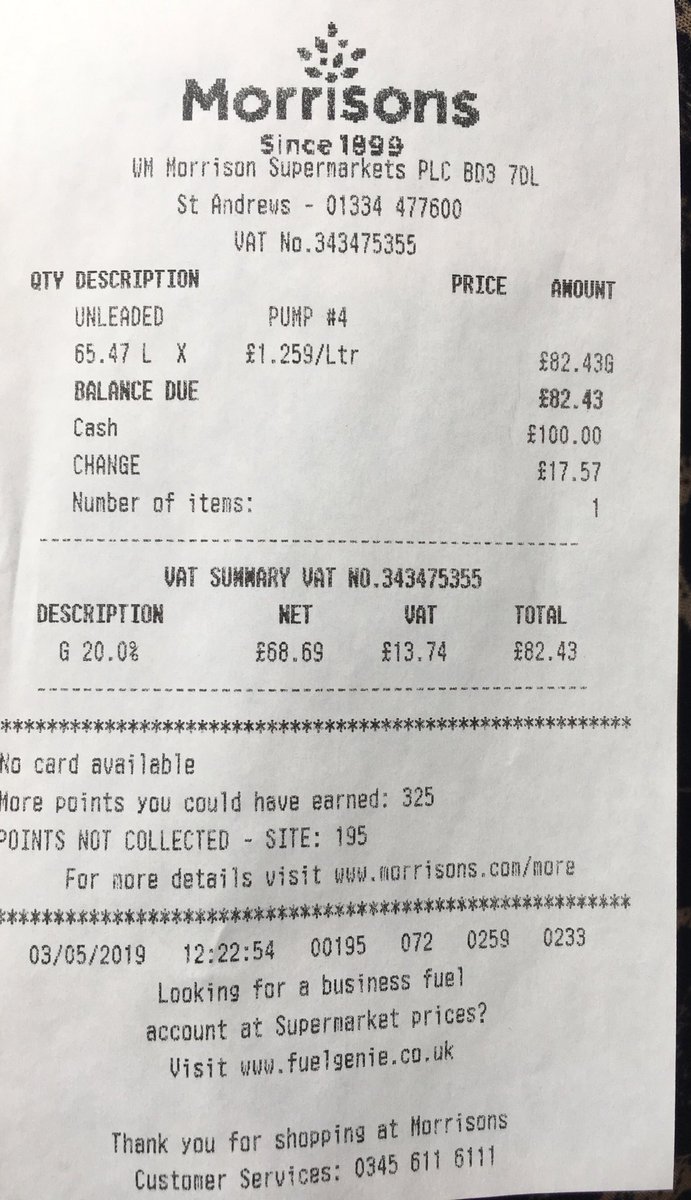 Morrisons
Since 1899
WM Morrison Supermarkets PLC BD3 7DL
St Andrews - 01334 477600
VAT No.343475355
QTY DESCRIPTION PRICE AMOUNT
UNLEADED PUMP #4
65.47 L X £1.259/Ltr £82.43G
BALANCE DUE £82.43
Cash £100.00
CHANGE £17.57
Number of items: 1
------------------------------------------------
VAT SUMMARY VAT NO.343475355
DESCRIPTION NET VAT TOTAL
G 20.0% £68.69 £13.74 £82.43
------------------------------------------------
******************************************************
No card available
More points you could have earned: 325
POINTS NOT COLLECTED - SITE: 195
For more details visit www.morrisons.com/more
******************************************************
03/05/2019 12:22:54 00195 072 0259 0233
Looking for a business fuel
account at Supermarket prices?
Visit www.fuelgenie.co.uk
Thank you for shopping at Morrisons
Customer Services: 0345 611 6111